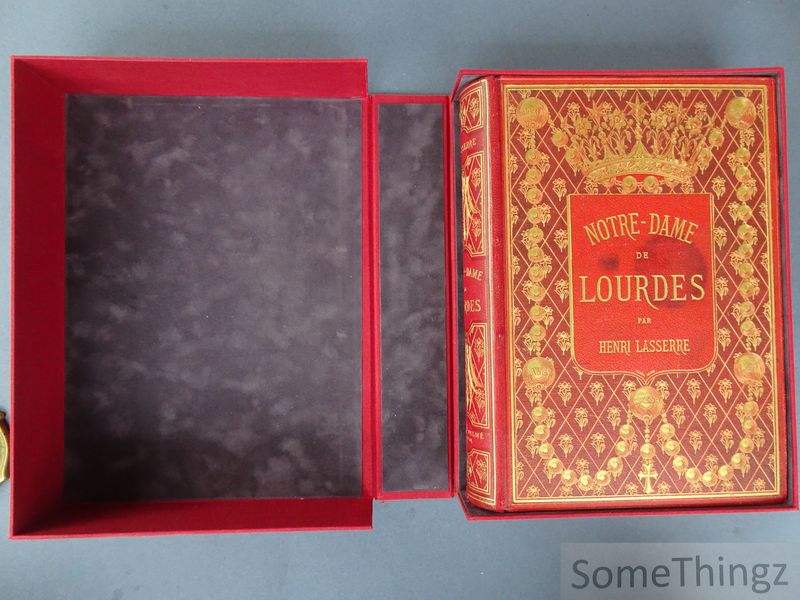 NOTRE-DAME
DE
LOURDES
PAR
HENRI LASSERRE
SomeThingz